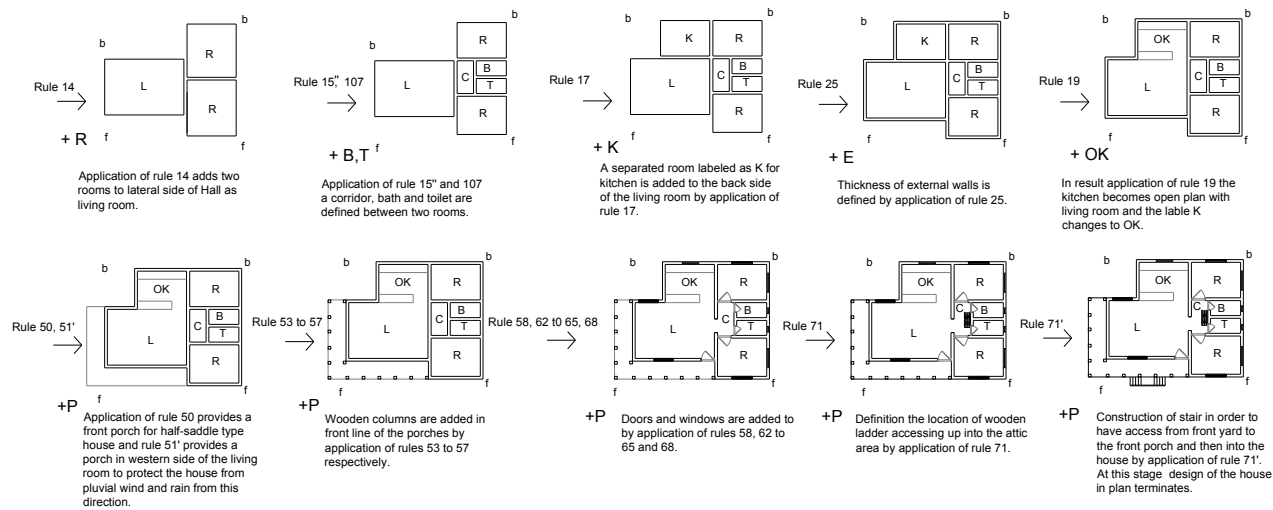 b
b
R
L
R
Rule 14
+ R
f
f
Application of rule 14 adds two
rooms to lateral side of Hall as
living room.
b
b
R
L
C
B
T
R
Rule 15" 107
+ B,T
f
f
Application of rule 15" and 107
a corridor, bath and toilet are
defined between two rooms.
b
K
R
L
C
B
T
R
Rule 17
+ K
f
f
A separated room labeled as K for
kitchen is added to the back side
of the living room by application of
rule 17.
b
b
K
R
L
C
B
T
R
Rule 25
+ E
f
f
Thickness of external walls is
defined by application of rule 25.
b
b
OK
R
L
C
B
T
R
Rule 19
+ OK
f
f
In result application of rule 19 the
kitchen becomes open plan with
living room and the lable K
changes to OK.
b
b
OK
R
L
C
B
T
R
Rule 50, 51'
+P
f
f
Application of rule 50 provides a
front porch for half-saddle type
house and rule 51' provides a
porch in western side of the living
room to protect the house from
pluvial wind and rain from this
direction.
b
b
OK
R
L
C
B
T
R
Rule 53 to 57
+P
f
f
Wooden columns are added in
front line of the porches by
application of rules 53 to 57
respectively.
b
b
OK
R
L
C
B
T
R
Rule 58, 62 to 65, 68
+P
f
f
Doors and windows are added to
by application of rules 58, 62 to
65 and 68.
b
b
OK
R
L
C
B
T
R
Rule 71
+P
f
f
Definition the location of wooden
ladder accessing up into the attic
area by application of rule 71.
b
b
OK
R
L
C
B
T
R
Rule 71'
+P
f
f
Construction of stair in order to
have access from front yard to
the front porch and then into the
house by application of rule 71'.
At this stage design of the house
in plan terminates.